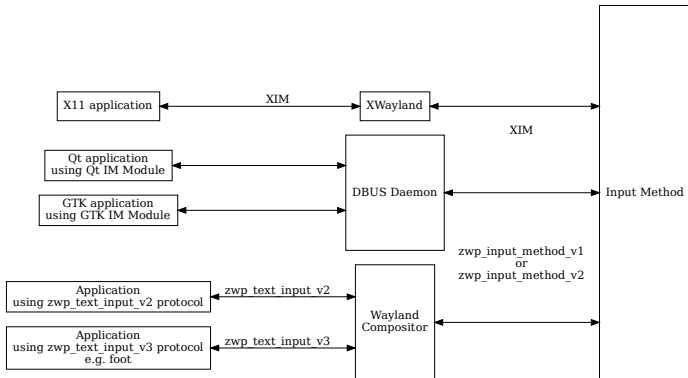 X11 application
XIM
XWayland
XIM
Qt application
using Qt IM Module
GTK application
using GTK IM Module
DBUS Daemon
Input Method
zwp_input_method_v1
or
zwp_input_method_v2
Application
using zwp_text_input_v2 protocol
zwp_text_input_v2
Wayland
Compositor
Application
using zwp_text_input_v3 protocol
e.g. foot
zwp_text_input_v3